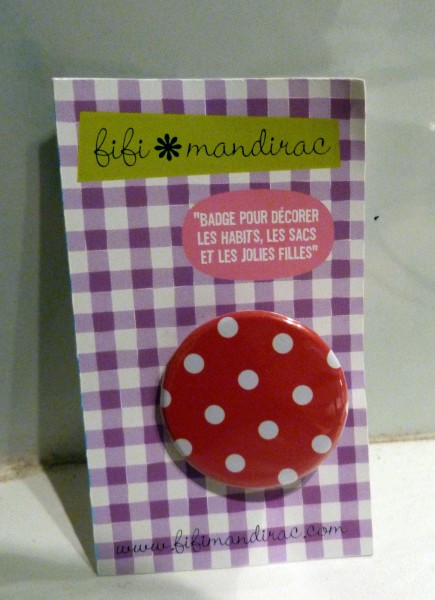 fifi * mandirac
"BADGE POUR DÉCORER
LES HABITS, LES SACS
ET LES JOLIES FILLES"
www.fifimandirac.com